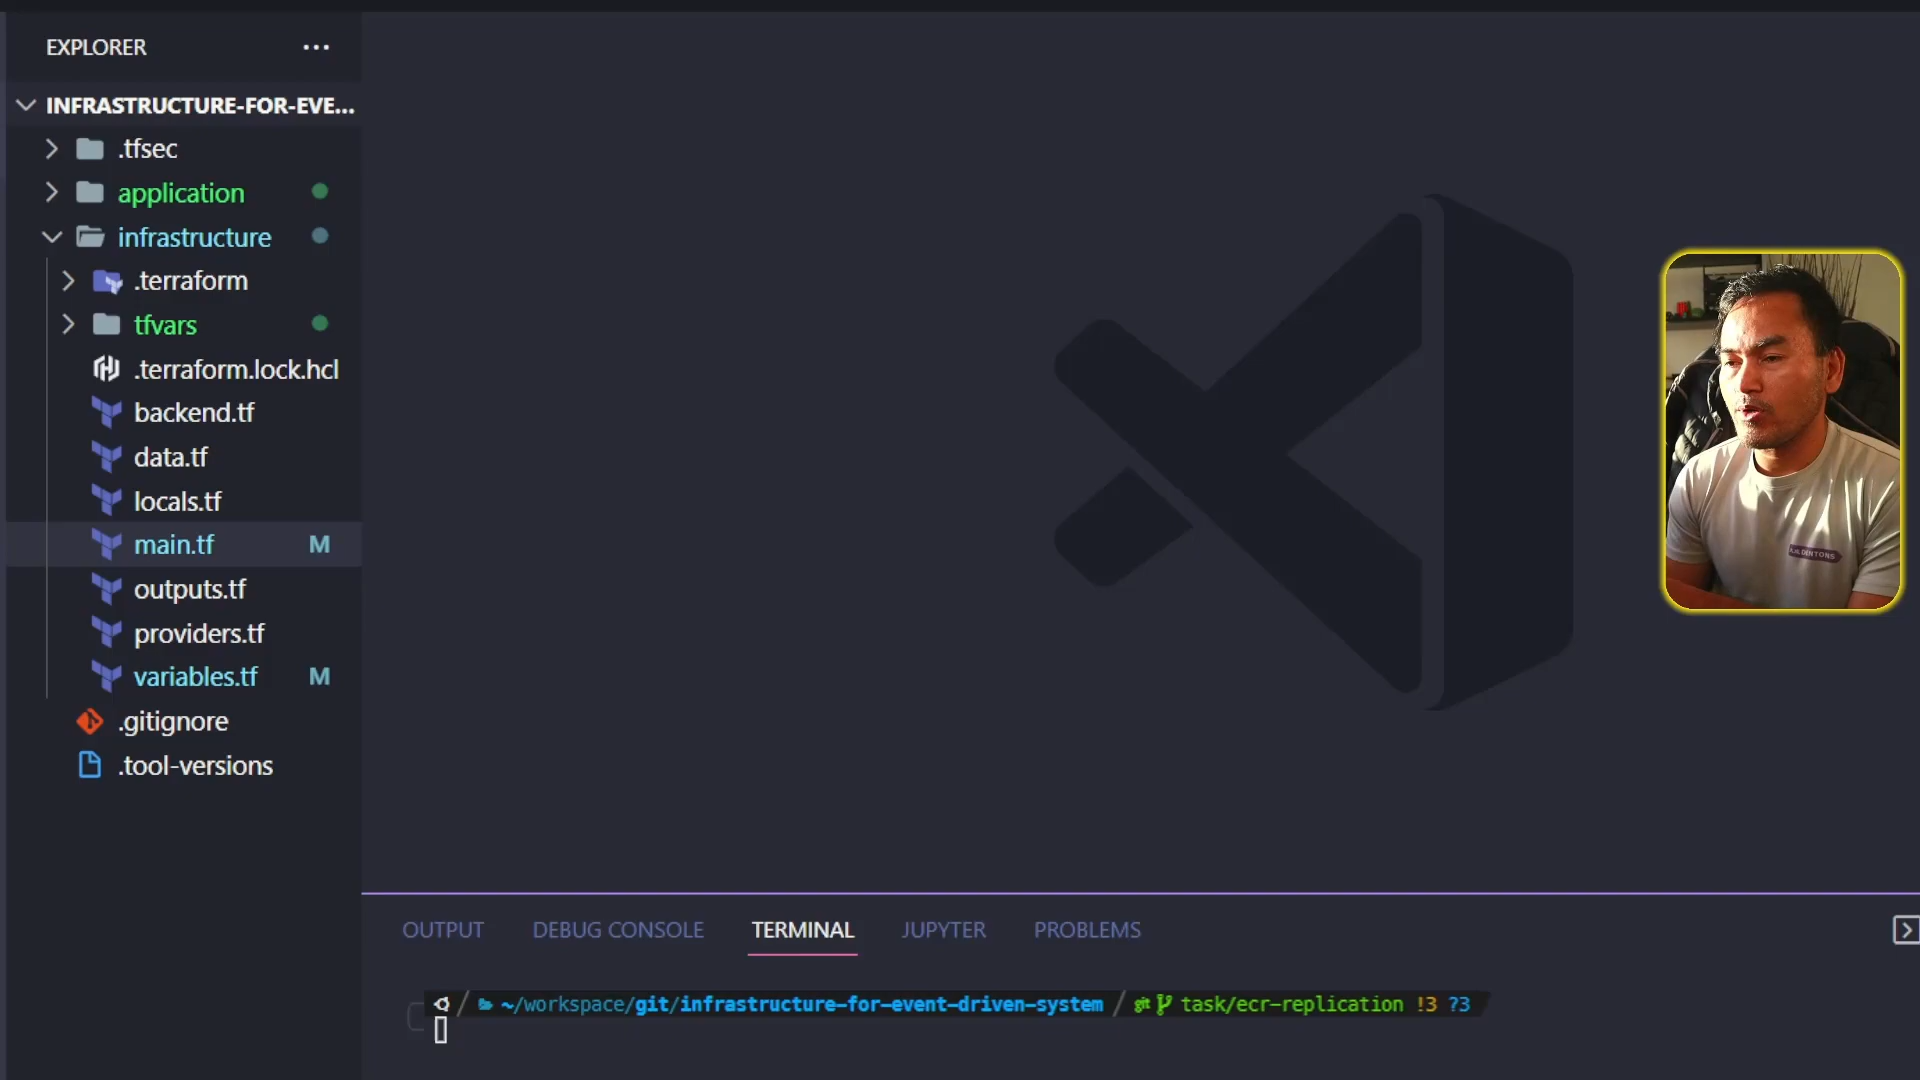 EXPLORER
INFRASTRUCTURE-FOR-EVE...
.tfsec
application
infrastructure
.terraform
tfvars
.terraform.lock.hcl
backend.tf
data.tf
locals.tf
main.tf M
outputs.tf
providers.tf
variables.tf M
.gitignore
.tool-versions
OUTPUT DEBUG CONSOLE TERMINAL JUPYTER PROBLEMS
~/workspace/git/infrastructure-for-event-driven-system / git task/ecr-replication !3 ?3